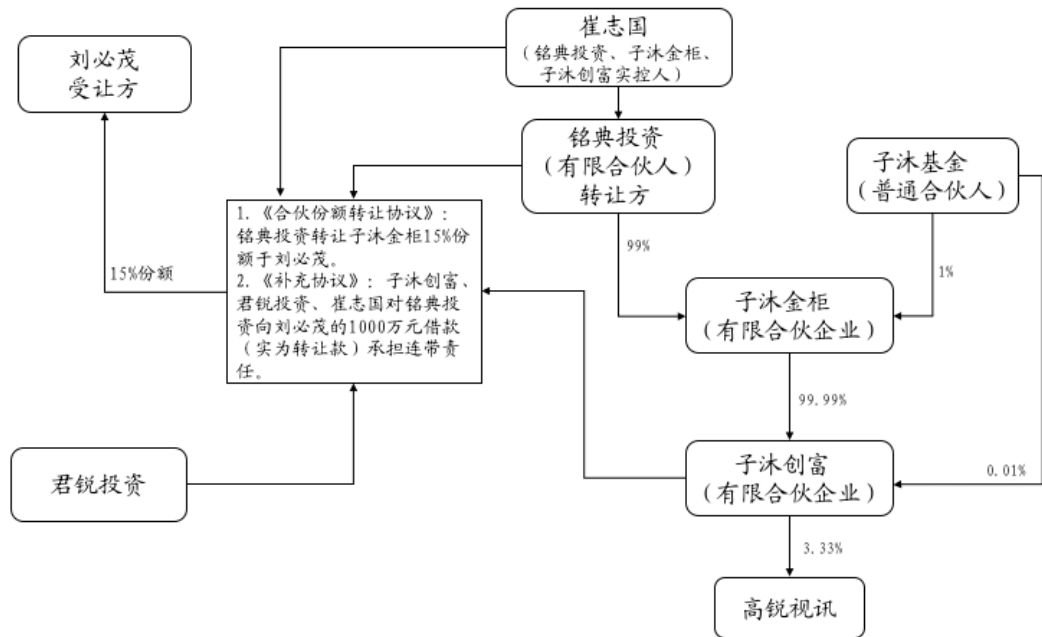 崔志国
（铭典投资、子沐金柜、
子沐创富实控人）
刘必茂
受让方
铭典投资
（有限合伙人）
转让方
子沐基金
（普通合伙人）
1.《合伙份额转让协议》：
铭典投资转让子沐金柜15%份
额于刘必茂。
2.《补充协议》：子沐创富、
君锐投资、崔志国对铭典投
资向刘必茂的1000万元借款
（实为转让款）承担连带责
任。
15%份额
99%
1%
子沐金柜
（有限合伙企业）
99.99%
君锐投资
子沐创富
（有限合伙企业）
0.01%
3.33%
高锐视讯